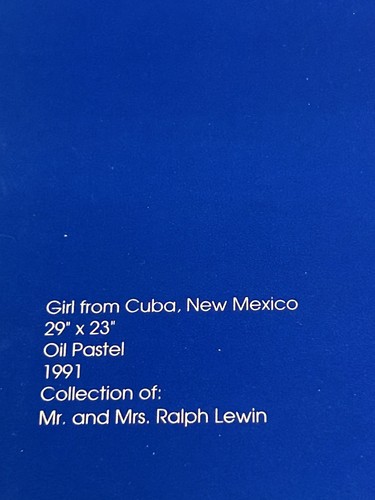 Girl from Cuba, New Mexico
29" x 23"
Oil Pastel
1991
Collection of:
Mr. and Mrs. Ralph Lewin